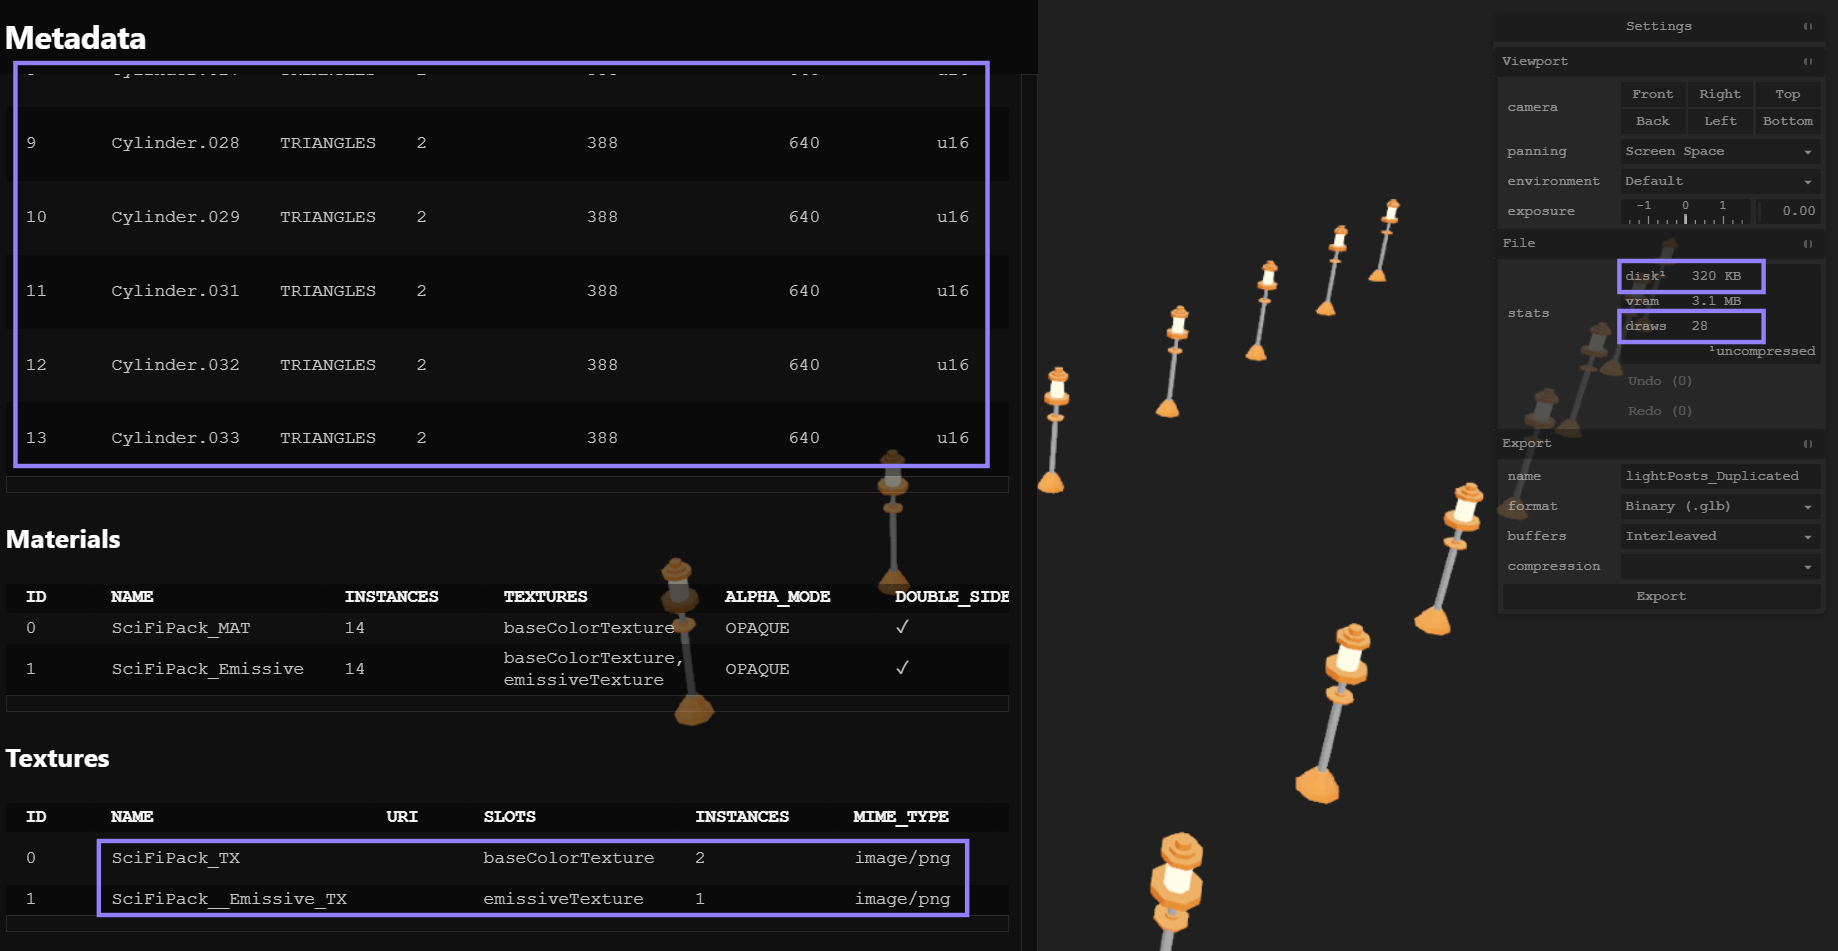 Metadata
9 Cylinder.028 TRIANGLES 2 388 640 u16
10 Cylinder.029 TRIANGLES 2 388 640 u16
11 Cylinder.031 TRIANGLES 2 388 640 u16
12 Cylinder.032 TRIANGLES 2 388 640 u16
13 Cylinder.033 TRIANGLES 2 388 640 u16
Materials
ID NAME INSTANCES TEXTURES ALPHA_MODE DOUBLE_SIDE
0 SciFiPack_MAT 14 baseColorTexture OPAQUE ✓
1 SciFiPack_Emissive 14 baseColorTexture, emissiveTexture OPAQUE ✓
Textures
ID NAME URI SLOTS INSTANCES MIME_TYPE
0 SciFiPack_TX baseColorTexture 2 image/png
1 SciFiPack__Emissive_TX emissiveTexture 1 image/png
Settings
Viewport
camera
Front Right Top
Back Left Bottom
panning Screen Space
environment Default
exposure -1 0 1 0.00
File
stats
disk¹ 320 KB
vram 3.1 MB
draws 28
¹uncompressed
Undo (0)
Redo (0)
Export
name lightPosts_Duplicated
format Binary (.glb)
buffers Interleaved
compression
Export